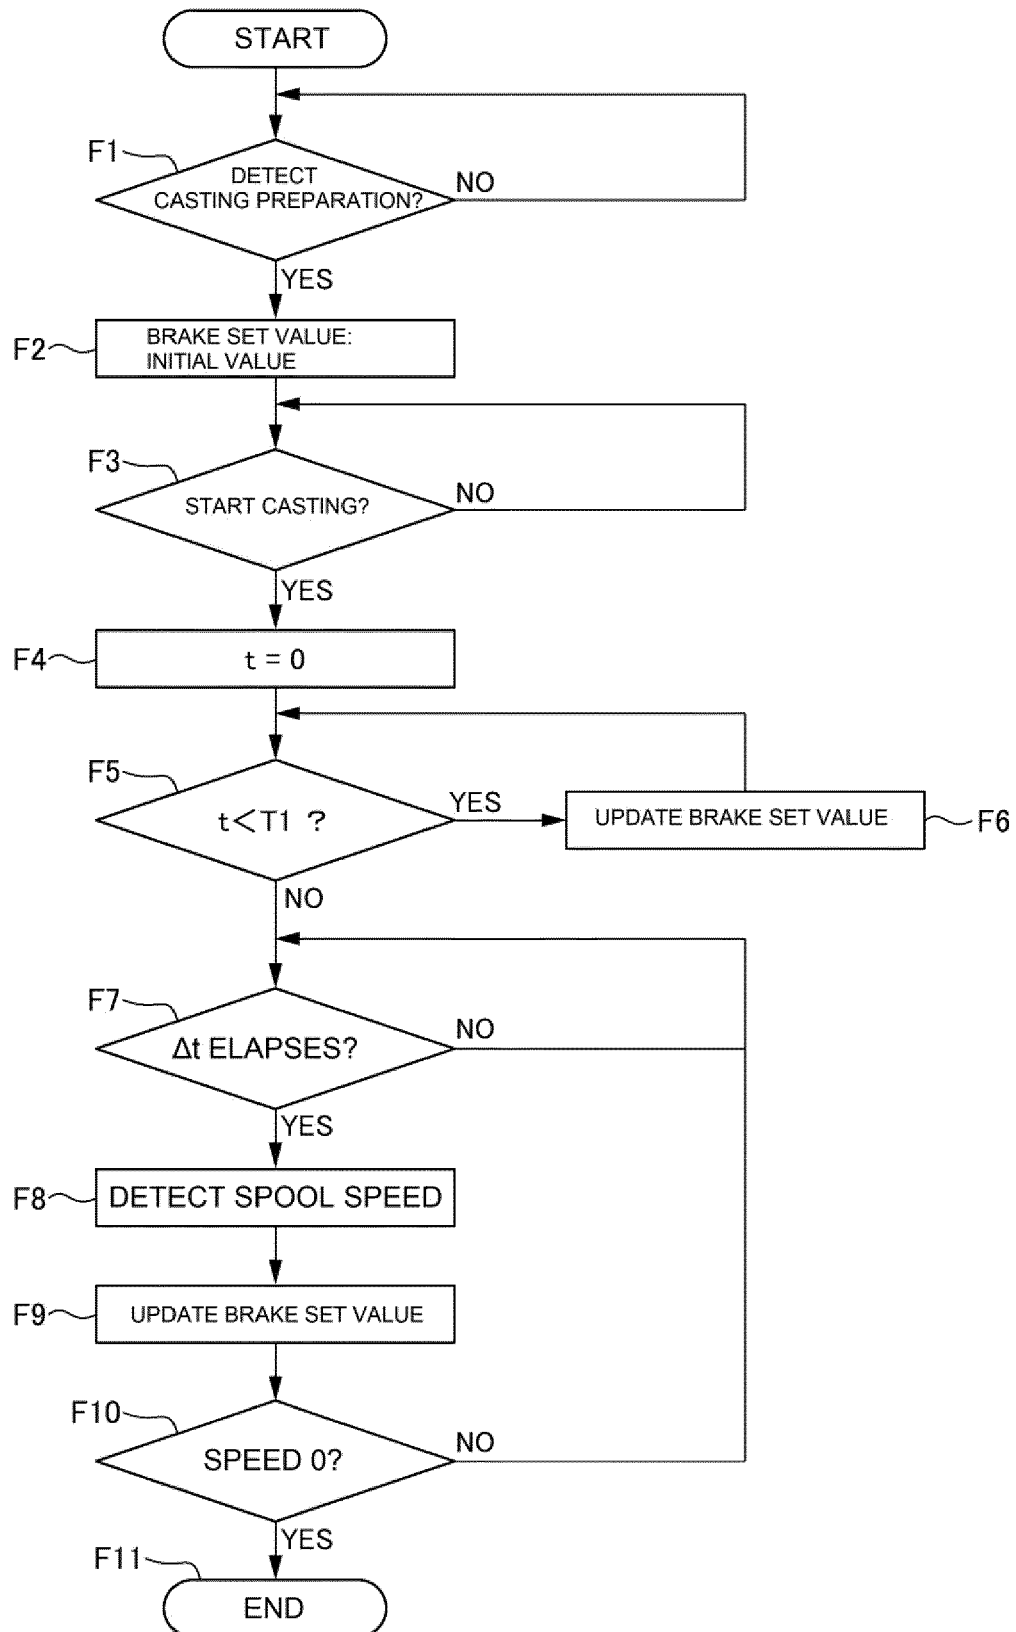 START
F1
DETECT
CASTING PREPARATION?
NO
YES
F2
BRAKE SET VALUE:
INITIAL VALUE
F3
START CASTING?
NO
YES
F4
t = 0
F5
t<T1 ?
YES
UPDATE BRAKE SET VALUE
F6
NO
F7
Δt ELAPSES?
NO
YES
F8
DETECT SPOOL SPEED
F9
UPDATE BRAKE SET VALUE
F10
SPEED 0?
NO
YES
F11
END